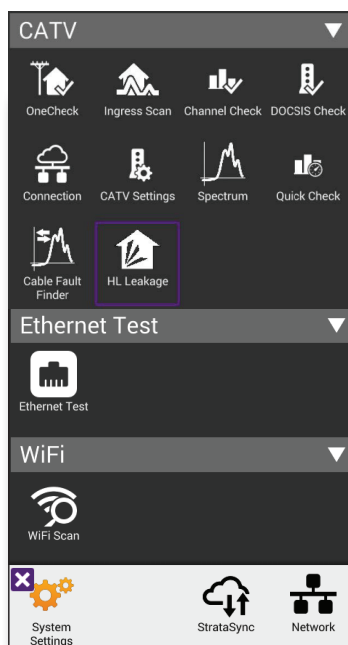 CATV
OneCheck
Ingress Scan
Channel Check
DOCSIS Check
Connection
CATV Settings
Spectrum
Quick Check
Cable Fault
Finder
HL Leakage
Ethernet Test
Ethernet Test
WiFi
WiFi Scan
System
Settings
StrataSync
Network